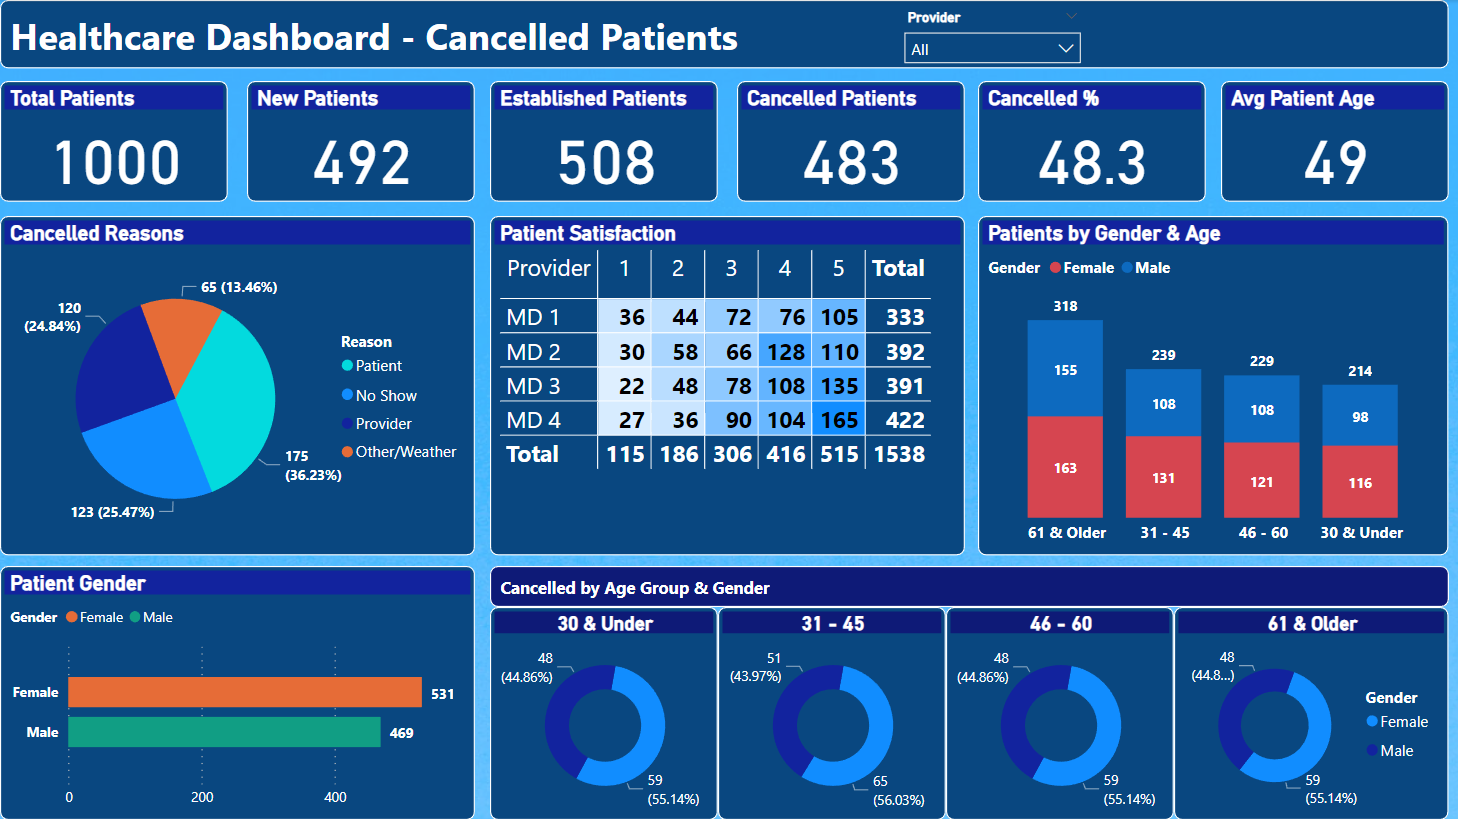 Healthcare Dashboard - Cancelled Patients
Provider
All
Total Patients
1000
New Patients
492
Established Patients
508
Cancelled Patients
483
Cancelled %
48.3
Avg Patient Age
49
Cancelled Reasons
65 (13.46%)
120
(24.84%)
175
(36.23%)
123 (25.47%)
Reason
Patient
No Show
Provider
Other/Weather
Patient Satisfaction
Provider 1 2 3 4 5 Total
MD 1 36 44 72 76 105 333
MD 2 30 58 66 128 110 392
MD 3 22 48 78 108 135 391
MD 4 27 36 90 104 165 422
Total 115 186 306 416 515 1538
Patients by Gender & Age
Gender Female Male
318
239
229
214
155
108
108
98
163
131
121
116
61 & Older 31 - 45 46 - 60 30 & Under
Patient Gender
Gender Female Male
Female 531
Male 469
0 200 400
Cancelled by Age Group & Gender
30 & Under
48
(44.86%)
59
(55.14%)
31 - 45
51
(43.97%)
65
(56.03%)
46 - 60
48
(44.86%)
59
(55.14%)
61 & Older
48
(44.8...)
59
(55.14%)
Gender
Female
Male